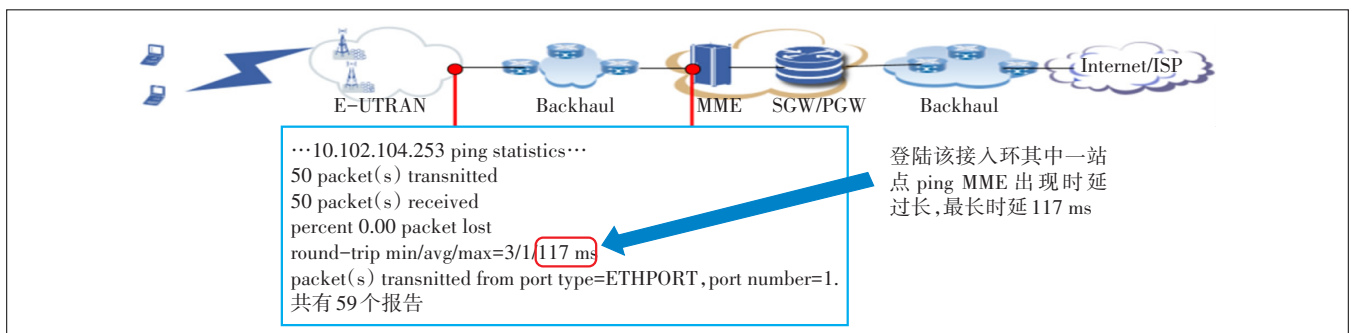 Internet/ISP
E-UTRAN
Backhaul
MME
SGW/PGW
Backhaul
…10.102.104.253 ping statistics…
50 packet(s) transnitted
50 packet(s) received
percent 0.00 packet lost
round-trip min/avg/max=3/1/117 ms
packet(s) transnitted from port type=ETHPORT,port number=1.
共有59个报告
登陆该接入环其中一站
点 ping MME 出现时延
过长,最长时延117 ms